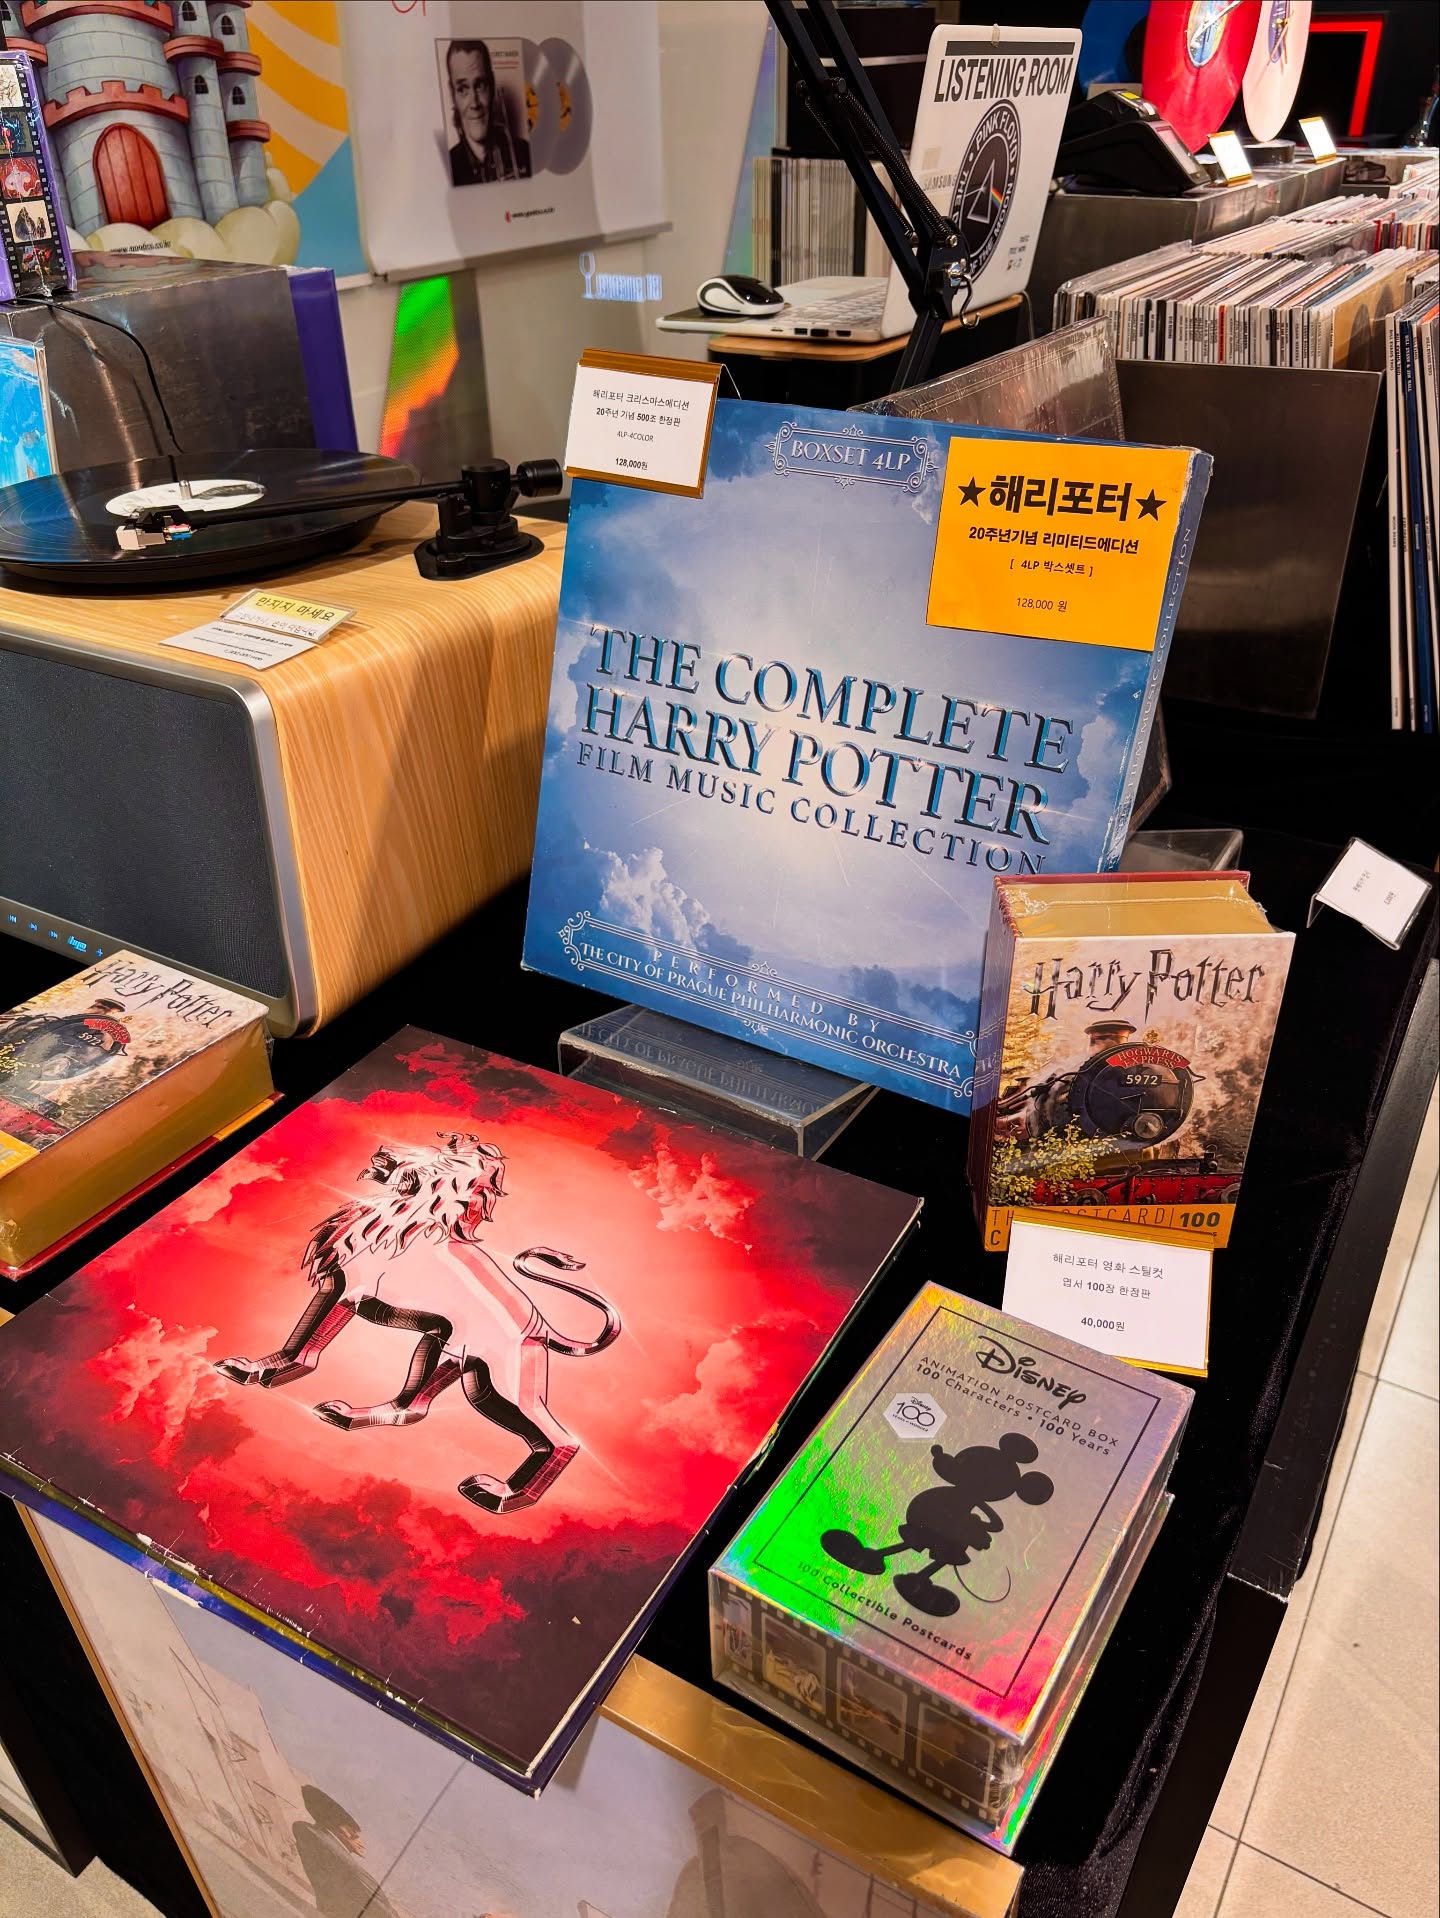 LISTENING ROOM
PINK FLOYD
SAMSUNG
해리포터 크리스마스에디션
20주년 기념 500조 한정판
4LP-4COLOR
128,000원
BOXSET 4LP
★해리포터★
20주년기념 리미티드에디션
[ 4LP 박스셋트 ]
128,000 원
THE COMPLETE
HARRY POTTER
FILM MUSIC COLLECTION
PERFORMED BY
THE CITY OF PRAGUE PHILHARMONIC ORCHESTRA
만지지 마세요
Harry Potter
5972
Harry Potter
HOGWARTS
EXPRESS
5972
POSTCARD
100
해리포터 영화 스틸컷
엽서 100장 한정판
40,000원
Disney
ANIMATION POSTCARD BOX
100 Characters • 100 Years
Disney
100
100 Collectible Postcards